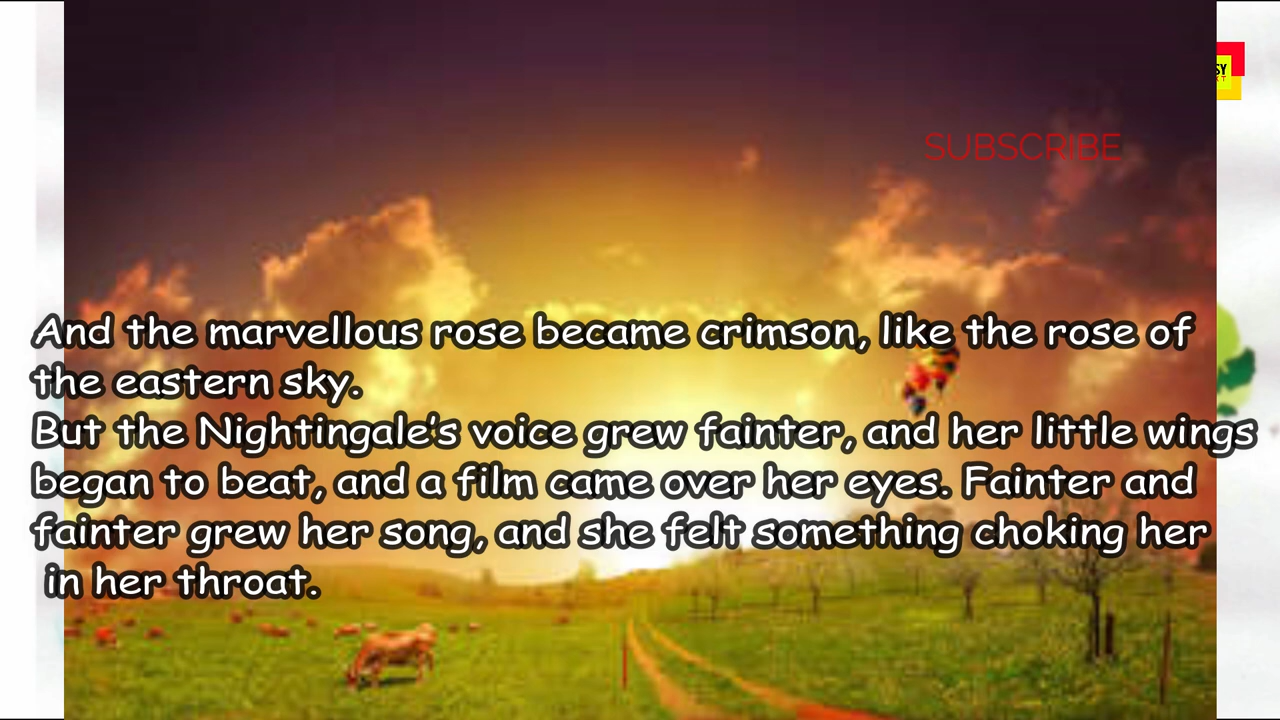 SUBSCRIBE
And the marvellous rose became crimson, like the rose of
the eastern sky.
But the Nightingale's voice grew fainter, and her little wings
began to beat, and a film came over her eyes. Fainter and
fainter grew her song, and she felt something choking her
in her throat.